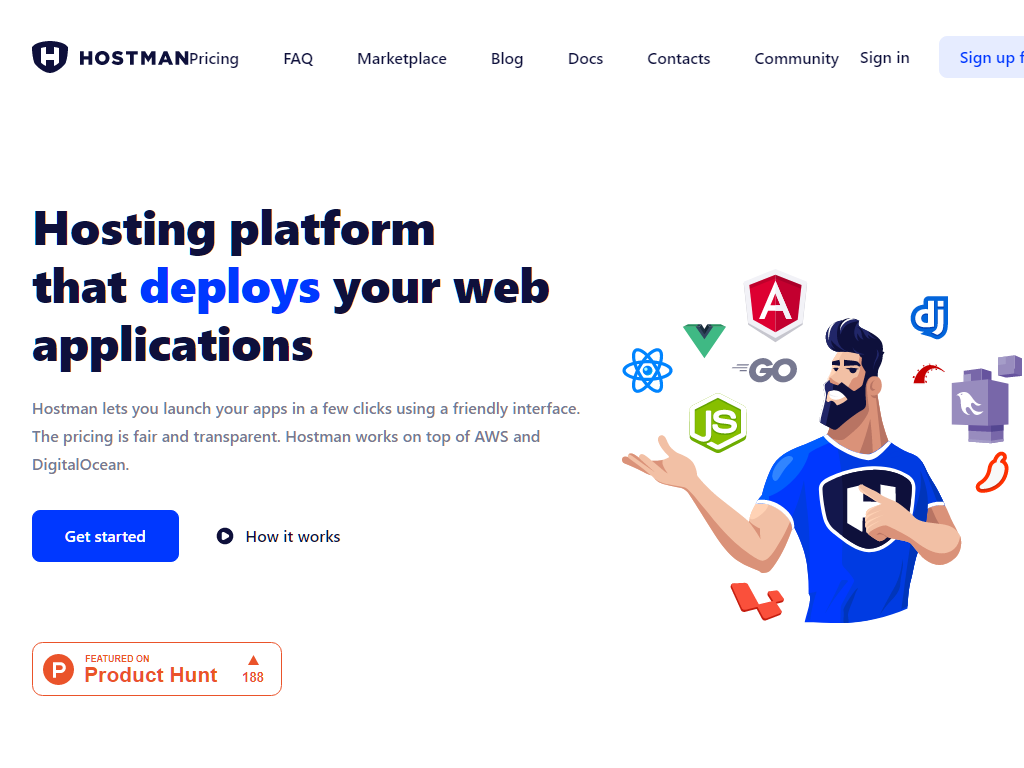 HOSTMAN
Pricing FAQ Marketplace Blog Docs Contacts Community Sign in Sign up f
Hosting platform
that deploys your web
applications
Hostman lets you launch your apps in a few clicks using a friendly interface.
The pricing is fair and transparent. Hostman works on top of AWS and
DigitalOcean.
Get started
How it works
FEATURED ON
Product Hunt
188
A
GO
dj
JS
H